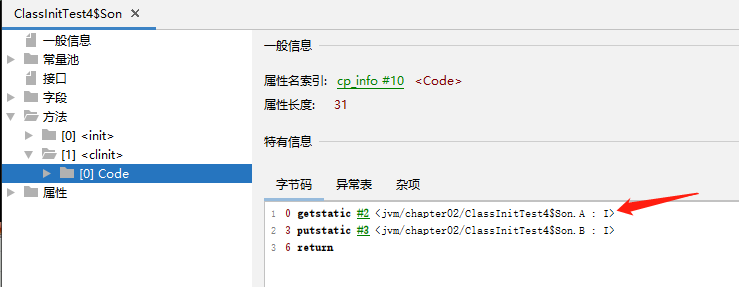 ClassInitTest4$Son ×
一般信息
常量池
接口
字段
方法
[0] <init>
[1] <clinit>
[0] Code
属性
一般信息
属性名索引: cp_info #10 <Code>
属性长度: 31
特有信息
字节码 异常表 杂项
1 0 getstatic #2 <jvm/chapter02/ClassInitTest4$Son.A : I>
2 3 putstatic #3 <jvm/chapter02/ClassInitTest4$Son.B : I>
3 6 return